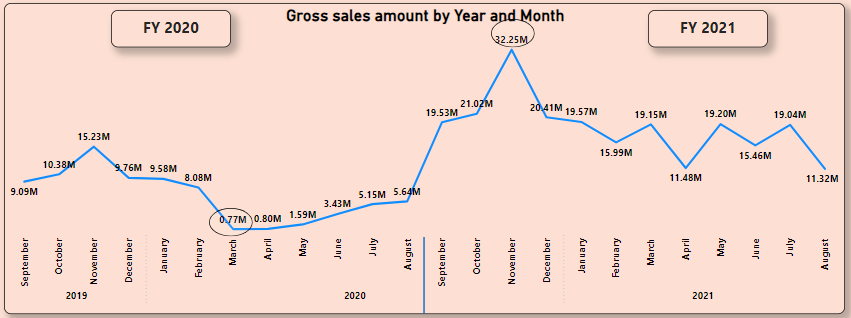 Gross sales amount by Year and Month
FY 2020
FY 2021
9.09M
10.38M
15.23M
9.76M
9.58M
8.08M
0.77M
0.80M
1.59M
3.43M
5.15M
5.64M
19.53M
21.02M
32.25M
20.41M
19.57M
15.99M
19.15M
11.48M
19.20M
15.46M
19.04M
11.32M
September
October
November
December
January
February
March
April
May
June
July
August
September
October
November
December
January
February
March
April
May
June
July
August
2019
2020
2021